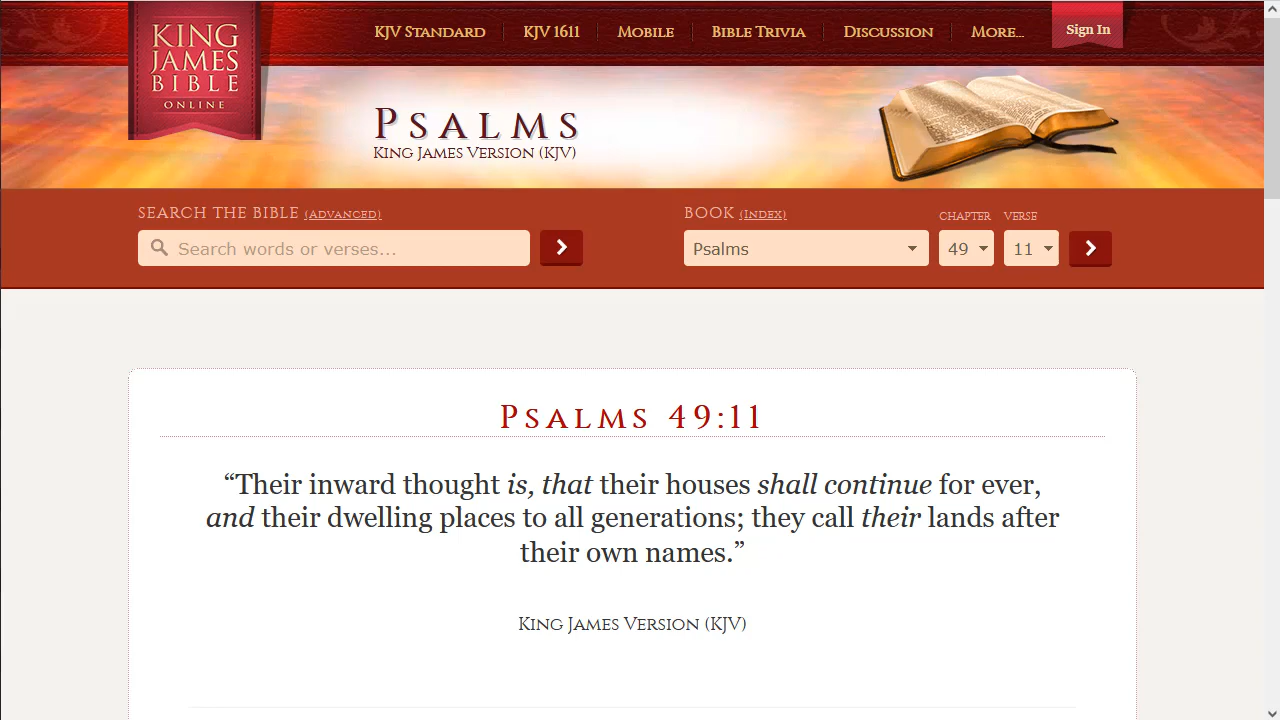 KING
JAMES
BIBLE
ONLINE
KJV Standard
KJV 1611
Mobile
Bible Trivia
Discussion
More...
Sign In
Psalms
King James Version (KJV)
SEARCH THE BIBLE (Advanced)
Search words or verses...
BOOK (Index)
Psalms
CHAPTER
49
VERSE
11
Psalms 49:11
“Their inward thought is, that their houses shall continue for ever,
and their dwelling places to all generations; they call their lands after
their own names.”
King James Version (KJV)